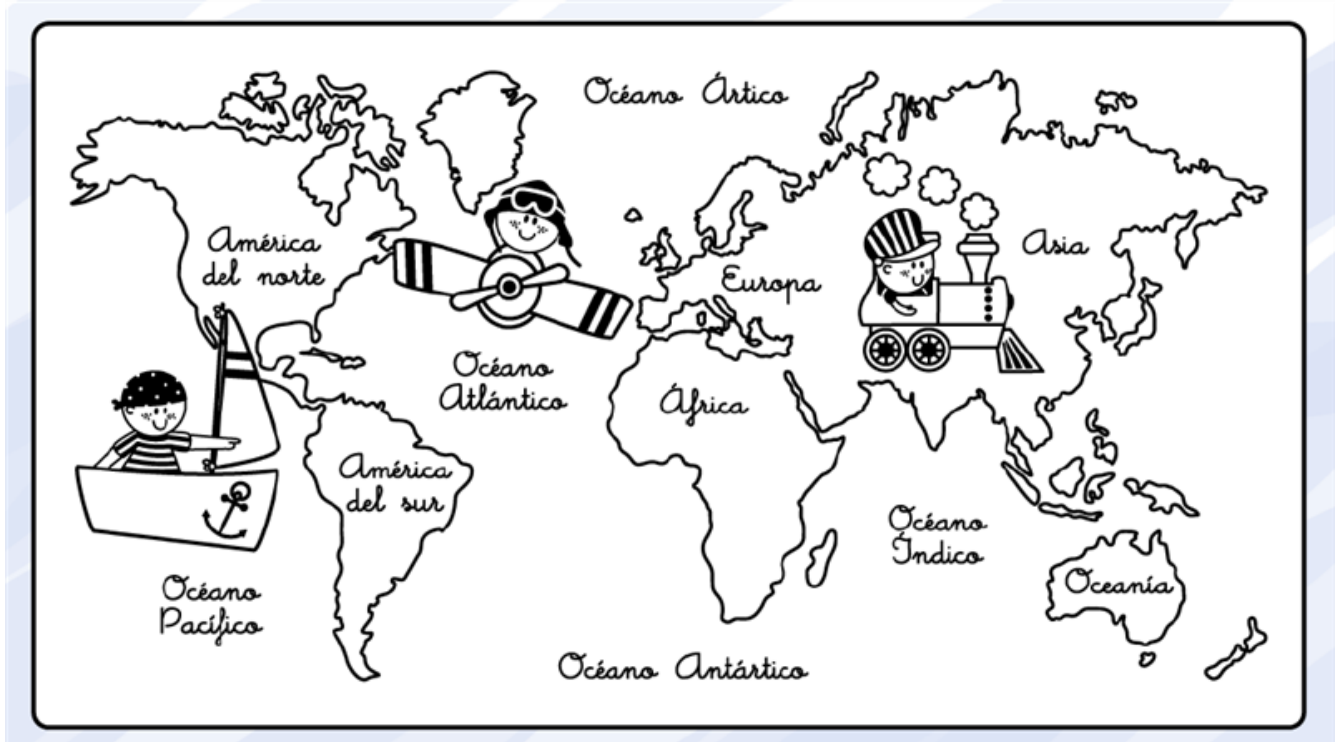 Océano Ártico
América
del norte
Asia
Europa
Océano
Atlántico
África
América
del sur
Océano
Índico
Océano
Pacífico
Oceanía
Océano Antártico